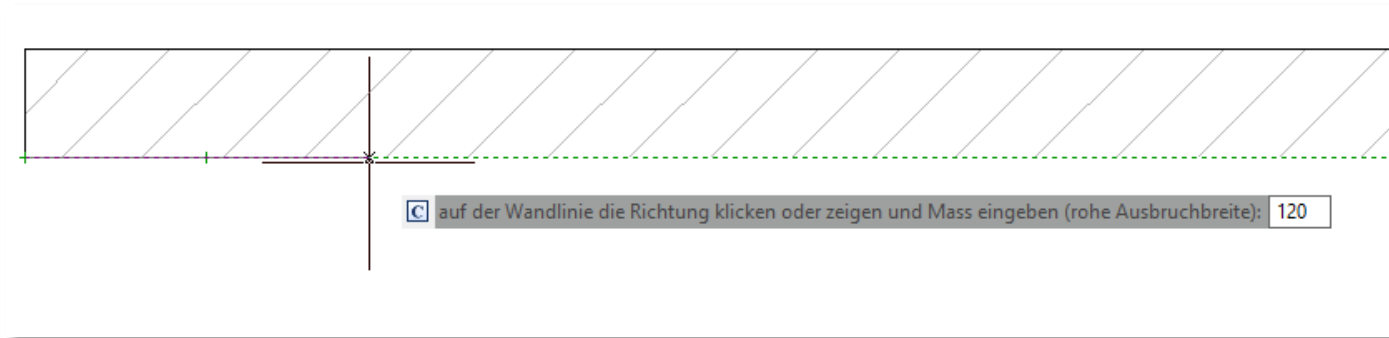 C auf der Wandlinie die Richtung klicken oder zeigen und Mass eingeben (rohe Ausbruchbreite): 120